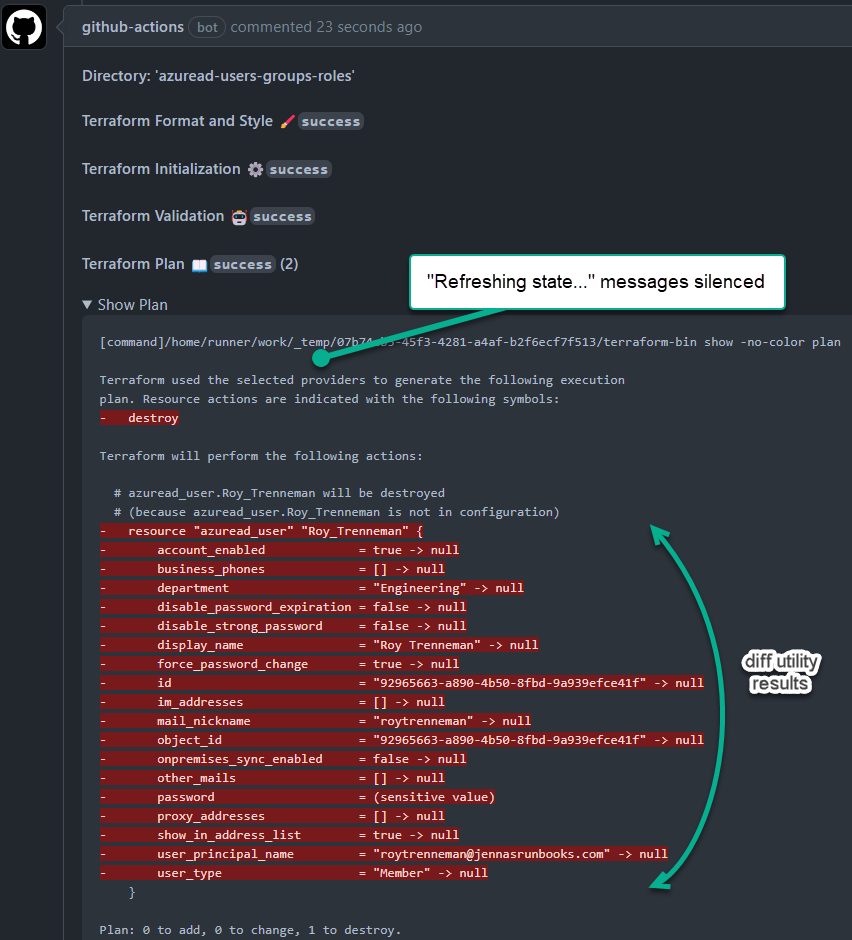 github-actions bot commented 23 seconds ago
Directory: 'azuread-users-groups-roles'
Terraform Format and Style 🖌️ success
Terraform Initialization ⚙️ success
Terraform Validation 🤖 success
Terraform Plan 📖 success (2)
"Refreshing state..." messages silenced
▼ Show Plan
[command]/home/runner/work/_temp/ -45f3-4281-a4af-b2f6ecf7f513/terraform-bin show -no-color plan
Terraform used the selected providers to generate the following execution
plan. Resource actions are indicated with the following symbols:
-   destroy
Terraform will perform the following actions:
  # azuread_user.Roy_Trenneman will be destroyed
  # (because azuread_user.Roy_Trenneman is not in configuration)
-   resource "azuread_user" "Roy_Trenneman" {
-       account_enabled             = true -> null
-       business_phones             = [] -> null
-       department                  = "Engineering" -> null
-       disable_password_expiration = false -> null
-       disable_strong_password     = false -> null
-       display_name                = "Roy Trenneman" -> null
-       force_password_change       = true -> null
-       id                          = "92965663-a890-4b50-8fbd-9a939efce41f" -> null
-       im_addresses                = [] -> null
-       mail_nickname               = "roytrenneman" -> null
-       object_id                   = "92965663-a890-4b50-8fbd-9a939efce41f" -> null
-       onpremises_sync_enabled     = false -> null
-       other_mails                 = [] -> null
-       password                    = (sensitive value)
-       proxy_addresses             = [] -> null
-       show_in_address_list        = true -> null
-       user_principal_name         = "roytrenneman@jennasrunbooks.com" -> null
-       user_type                   = "Member" -> null
    }
Plan: 0 to add, 0 to change, 1 to destroy.
diff utility
results